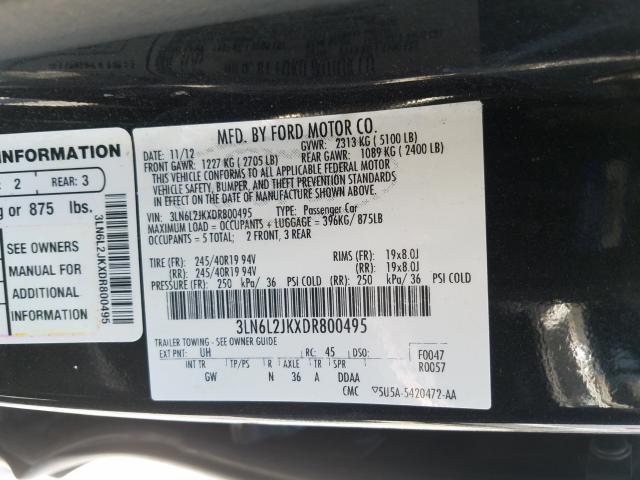 INFORMATION
: 2 REAR: 3
g or 875 lbs.
SEE OWNERS
MANUAL FOR
ADDITIONAL
INFORMATION
3LN6L2JKXDR800495
MFD. BY FORD MOTOR CO.
DATE: 11/12 GVWR: 2313 KG ( 5100 LB)
FRONT GAWR: 1227 KG ( 2705 LB) REAR GAWR: 1089 KG ( 2400 LB)
THIS VEHICLE CONFORMS TO ALL APPLICABLE FEDERAL MOTOR
VEHICLE SAFETY, BUMPER, AND THEFT PREVENTION STANDARDS
IN EFFECT ON THE DATE OF MANUFACTURE SHOWN ABOVE.
VIN: 3LN6L2JKXDR800495 TYPE: Passenger Car
MAXIMUM LOAD = OCCUPANTS + LUGGAGE = 396KG/ 875LB
OCCUPANTS = 5 TOTAL; 2 FRONT, 3 REAR
TIRE (FR): 245/40R19 94V RIMS (FR): 19x8.0J
(RR): 245/40R19 94V (RR): 19x8.0J
PRESSURE (FR): 250 kPa/ 36 PSI COLD (RR): 250 kPa/ 36 PSI COLD
3LN6L2JKXDR800495
TRAILER TOWING - SEE OWNER GUIDE
EXT PNT: UH RC: 45 F0047
INT TR TP/PS R AXLE TR SPR R0057
GW N 36 A DDAA
CMC 5U5A-5420472-AA